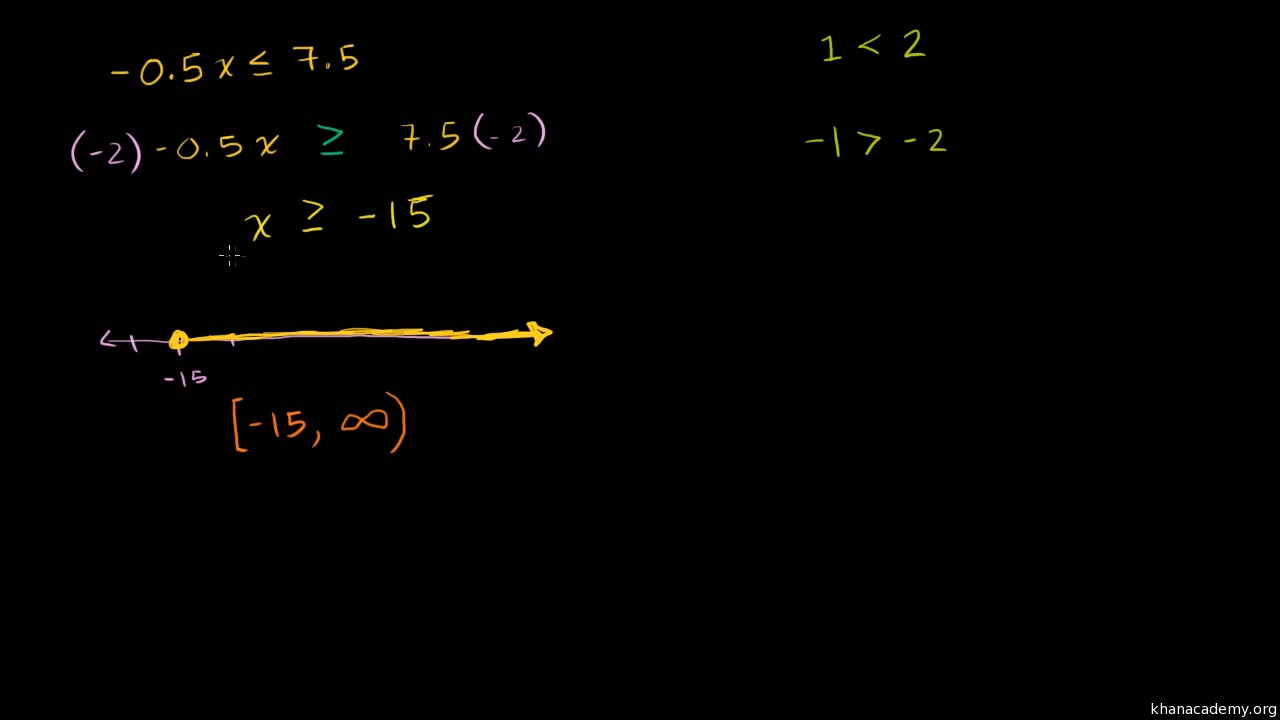 -0.5x ≤ 7.5
(-2) -0.5x ≥ 7.5 (-2)
x ≥ -15
-15
[-15, ∞)
1 < 2
-1 > -2
khanacademy.org